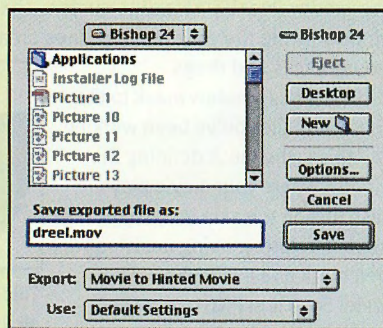 Bishop 24
Bishop 24
Applications
Installer Log File
Picture 1
Picture 10
Picture 11
Picture 12
Picture 13
Eject
Desktop
New
Options...
Cancel
Save
Save exported file as:
dreel.mov
Export: Movie to Hinted Movie
Use: Default Settings